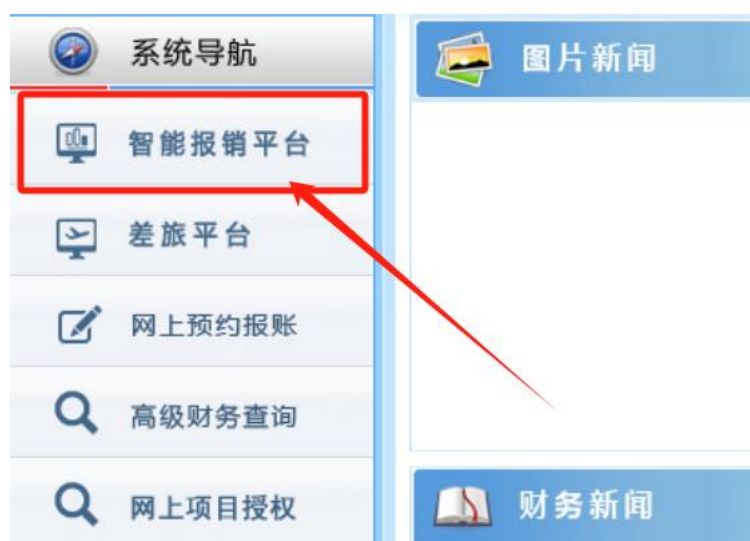 系统导航
图片新闻
智能报销平台
差旅平台
网上预约报账
高级财务查询
网上项目授权
财务新闻